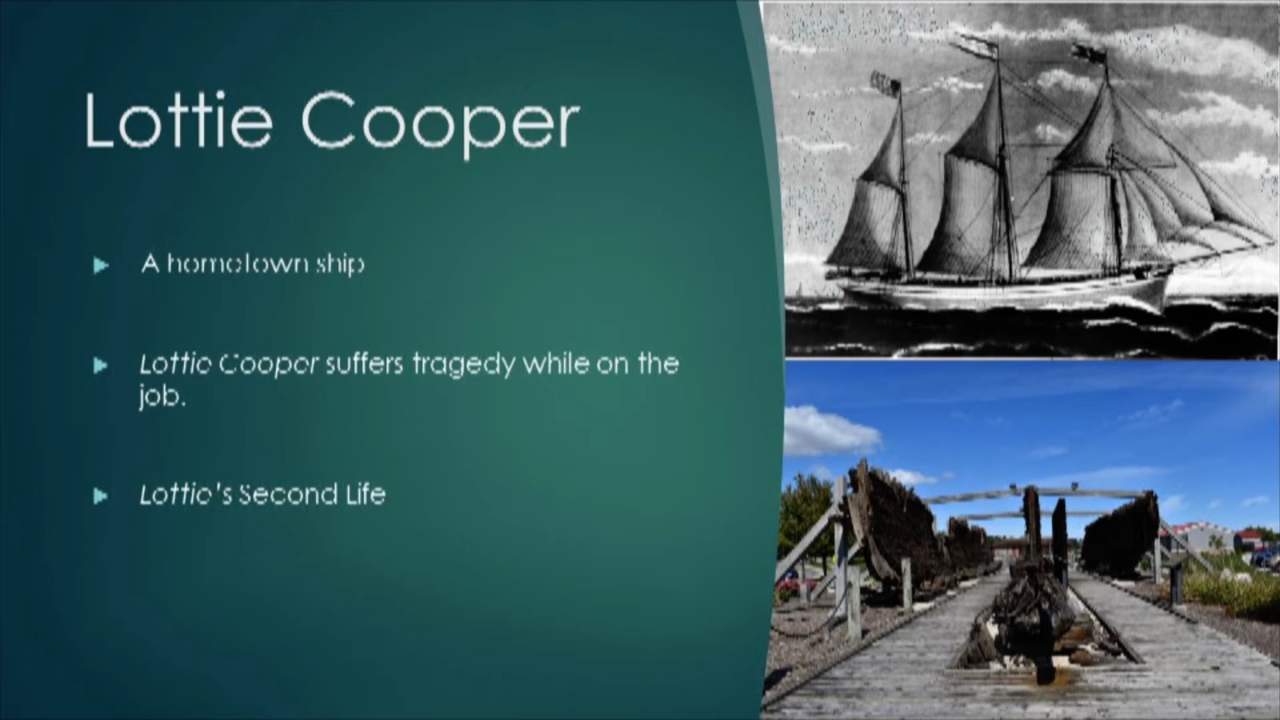 Lottie Cooper
A hometown ship
Lottie Cooper suffers tragedy while on the
job.
Lottie's Second Life